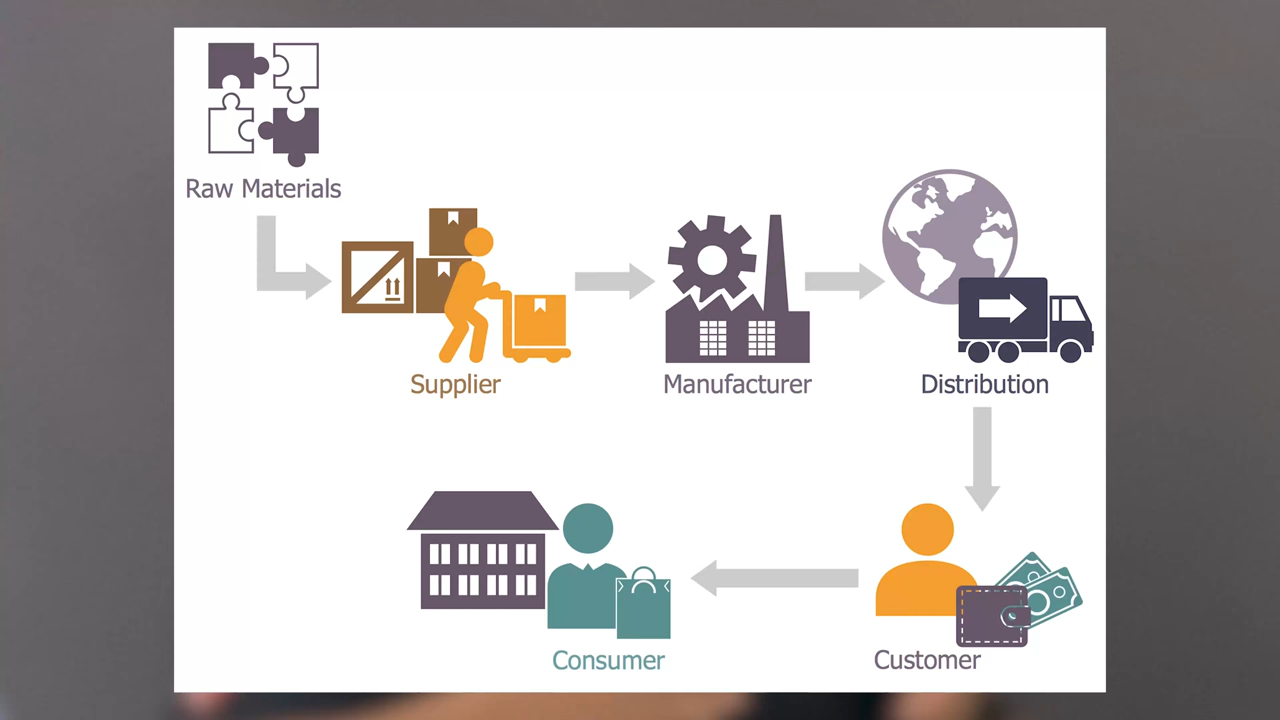 Raw Materials
Supplier
Manufacturer
Distribution
Consumer
Customer